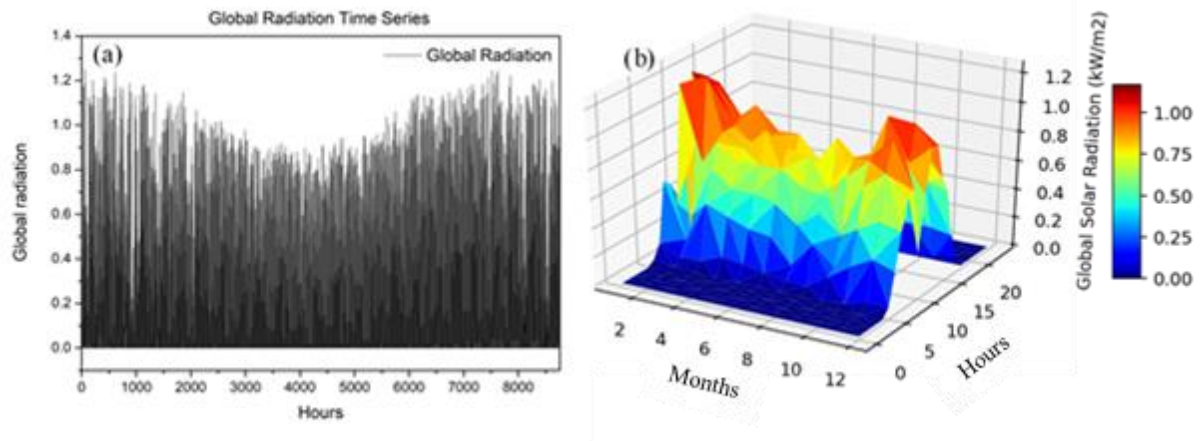 Global Radiation Time Series
(a)
Global Radiation
Global radiation
1.4
1.2
1.0
0.8
0.6
0.4
0.2
0.0
0 1000 2000 3000 4000 5000 6000 7000 8000
Hours
(b)
1.2
1.0
0.8
0.6
0.4
0.2
0.0
Global Solar Radiation (kW/m2)
2 4 6 8 10 12
Months
0 5 10 15 20
Hours
1.00
0.75
0.50
0.25
0.00